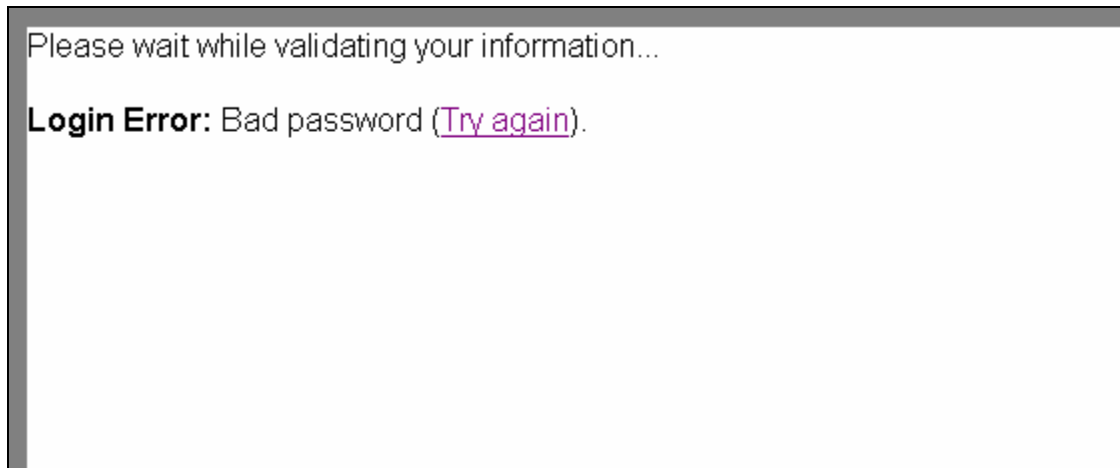 Please wait while validating your information...
Login Error: Bad password (Try again).